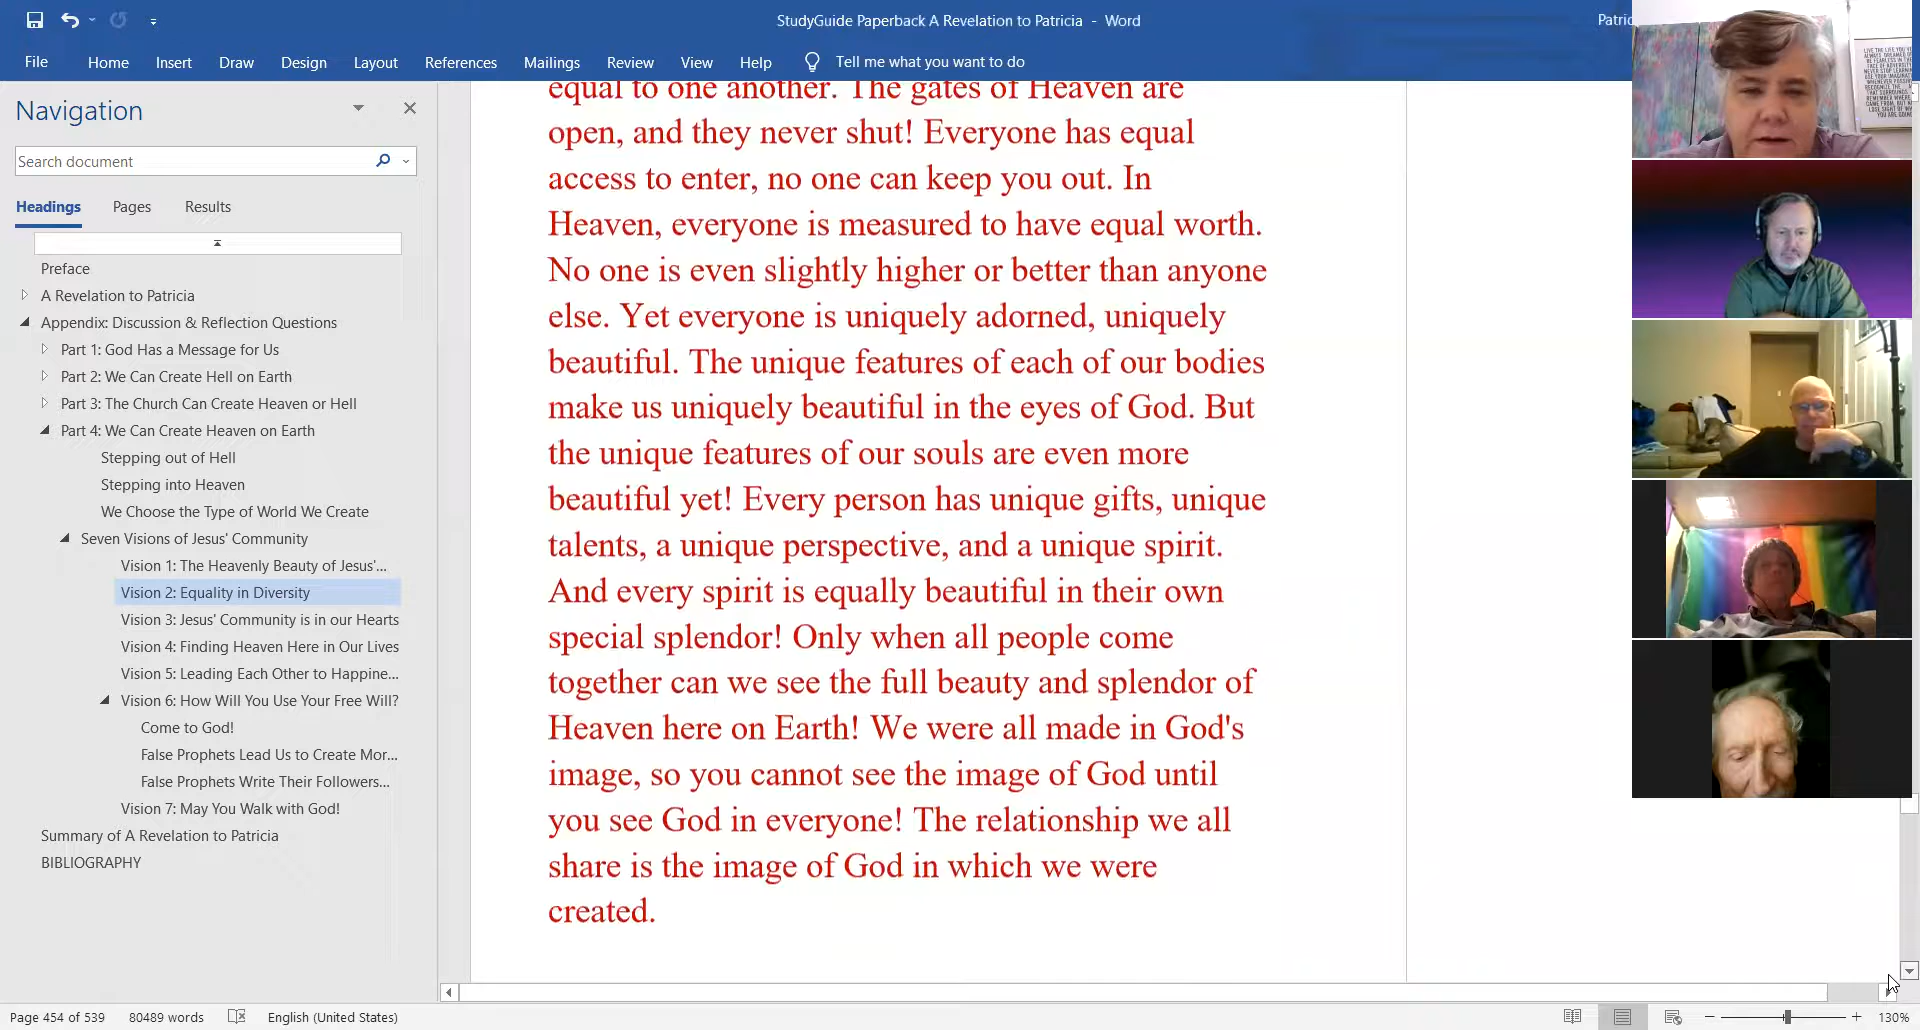 StudyGuide Paperback A Revelation to Patricia - Word
File Home Insert Draw Design Layout References Mailings Review View Help Tell me what you want to do
Navigation
Search document
Headings Pages Results
Preface
A Revelation to Patricia
Appendix: Discussion & Reflection Questions
Part 1: God Has a Message for Us
Part 2: We Can Create Hell on Earth
Part 3: The Church Can Create Heaven or Hell
Part 4: We Can Create Heaven on Earth
Stepping out of Hell
Stepping into Heaven
We Choose the Type of World We Create
Seven Visions of Jesus' Community
Vision 1: The Heavenly Beauty of Jesus'...
Vision 2: Equality in Diversity
Vision 3: Jesus' Community is in our Hearts
Vision 4: Finding Heaven Here in Our Lives
Vision 5: Leading Each Other to Happine...
Vision 6: How Will You Use Your Free Will?
Come to God!
False Prophets Lead Us to Create Mor...
False Prophets Write Their Followers...
Vision 7: May You Walk with God!
Summary of A Revelation to Patricia
BIBLIOGRAPHY
equal to one another. The gates of Heaven are
open, and they never shut! Everyone has equal
access to enter, no one can keep you out. In
Heaven, everyone is measured to have equal worth.
No one is even slightly higher or better than anyone
else. Yet everyone is uniquely adorned, uniquely
beautiful. The unique features of each of our bodies
make us uniquely beautiful in the eyes of God. But
the unique features of our souls are even more
beautiful yet! Every person has unique gifts, unique
talents, a unique perspective, and a unique spirit.
And every spirit is equally beautiful in their own
special splendor! Only when all people come
together can we see the full beauty and splendor of
Heaven here on Earth! We were all made in God's
image, so you cannot see the image of God until
you see God in everyone! The relationship we all
share is the image of God in which we were
created.
Page 454 of 539 80489 words English (United States) 130%